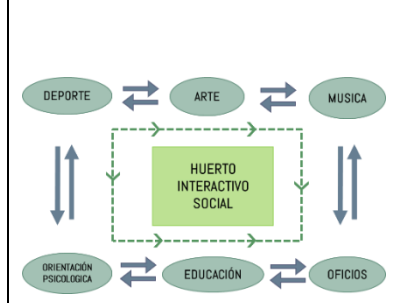 DEPORTE
ARTE
MUSICA
HUERTO
INTERACTIVO
SOCIAL
ORIENTACIÓN
PSICOLOGICA
EDUCACIÓN
OFICIOS